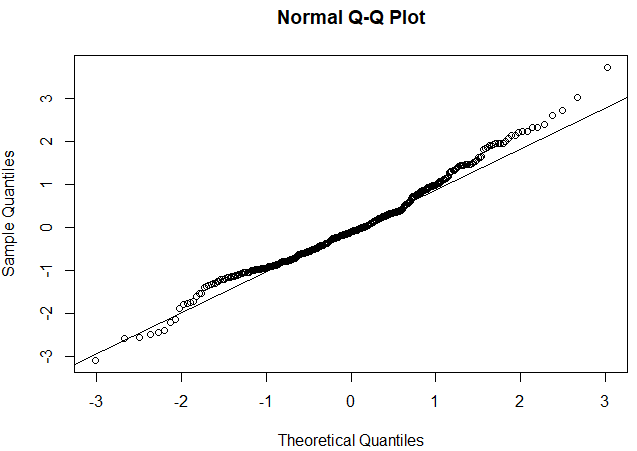 Normal Q-Q Plot
Sample Quantiles
3
2
1
0
-1
-2
-3
-3 -2 -1 0 1 2 3
Theoretical Quantiles